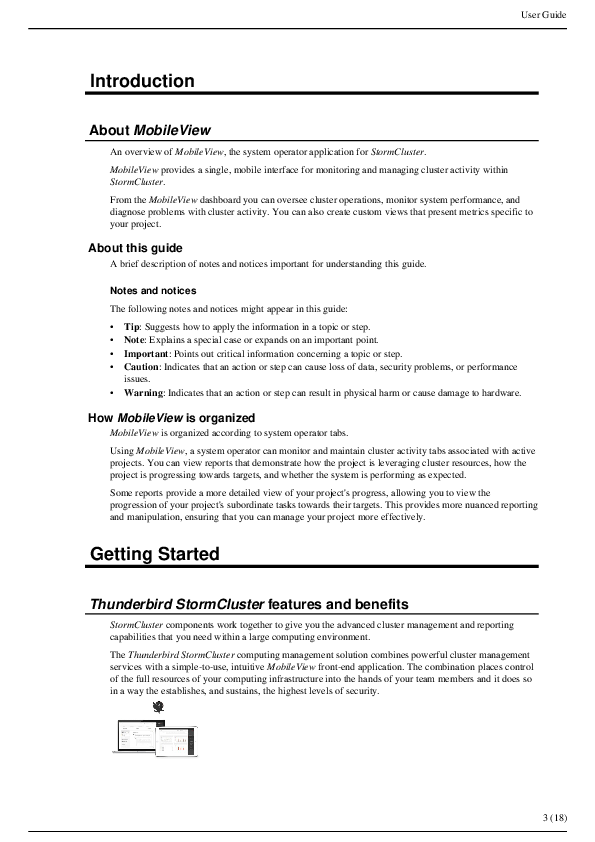 User Guide
Introduction
About MobileView
An overview of MobileView, the system operator application for StormCluster.
MobileView provides a single, mobile interface for monitoring and managing cluster activity within
StormCluster.
From the MobileView dashboard you can oversee cluster operations, monitor system performance, and
diagnose problems with cluster activity. You can also create custom views that present metrics specific to
your project.
About this guide
A brief description of notes and notices important for understanding this guide.
Notes and notices
The following notes and notices might appear in this guide:
• Tip: Suggests how to apply the information in a topic or step.
• Note: Explains a special case or expands on an important point.
• Important: Points out critical information concerning a topic or step.
• Caution: Indicates that an action or step can cause loss of data, security problems, or performance
issues.
• Warning: Indicates that an action or step can result in physical harm or cause damage to hardware.
How MobileView is organized
MobileView is organized according to system operator tabs.
Using MobileView, a system operator can monitor and maintain cluster activity tabs associated with active
projects. You can view reports that demonstrate how the project is leveraging cluster resources, how the
project is progressing towards targets, and whether the system is performing as expected.
Some reports provide a more detailed view of your project's progress, allowing you to view the
progression of your project's subordinate tasks towards their targets. This provides more nuanced reporting
and manipulation, ensuring that you can manage your project more effectively.
Getting Started
Thunderbird StormCluster features and benefits
StormCluster components work together to give you the advanced cluster management and reporting
capabilities that you need within a large computing environment.
The Thunderbird StormCluster computing management solution combines powerful cluster management
services with a simple-to-use, intuitive MobileView front-end application. The combination places control
of the full resources of your computing infrastructure into the hands of your team members and it does so
in a way the establishes, and sustains, the highest levels of security.
3 (18)